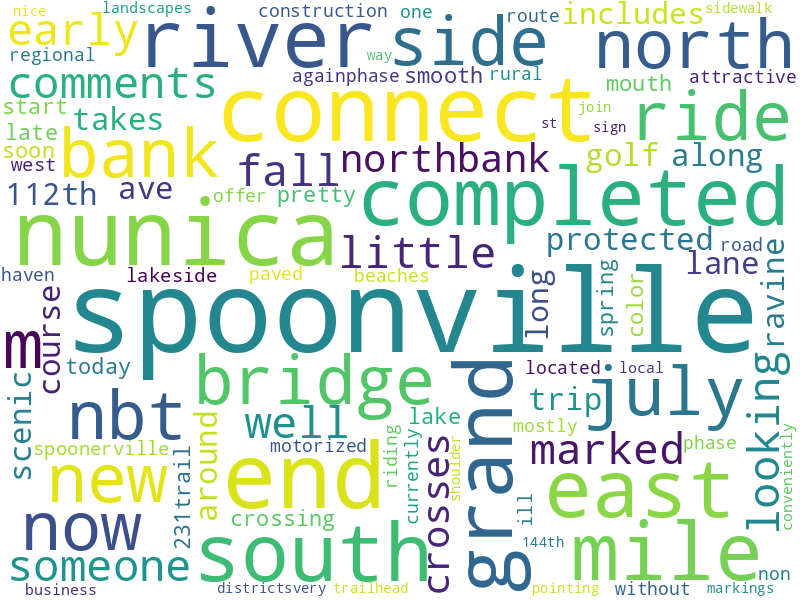 nice landscapes construction one route includes sidewalk
early river side north
regional way
comments againphase smooth rural mouth attractive
start takes connect st join sign ride
late
soon bank fall northbank golf along
west
112th ave offer pretty completed
nunica little protected road lane
haven lakeside paved beaches
spoonville long spring color ravine
m course today bridge located local
scenic nbt well lake grand trip july looking
spoonerville motorized mostly marked phase
new 231trail around end riding currently crosses shoulder east conveniently
now crossing ill
someone south 144th mile non
business districtsvery trailhead pointing without markings